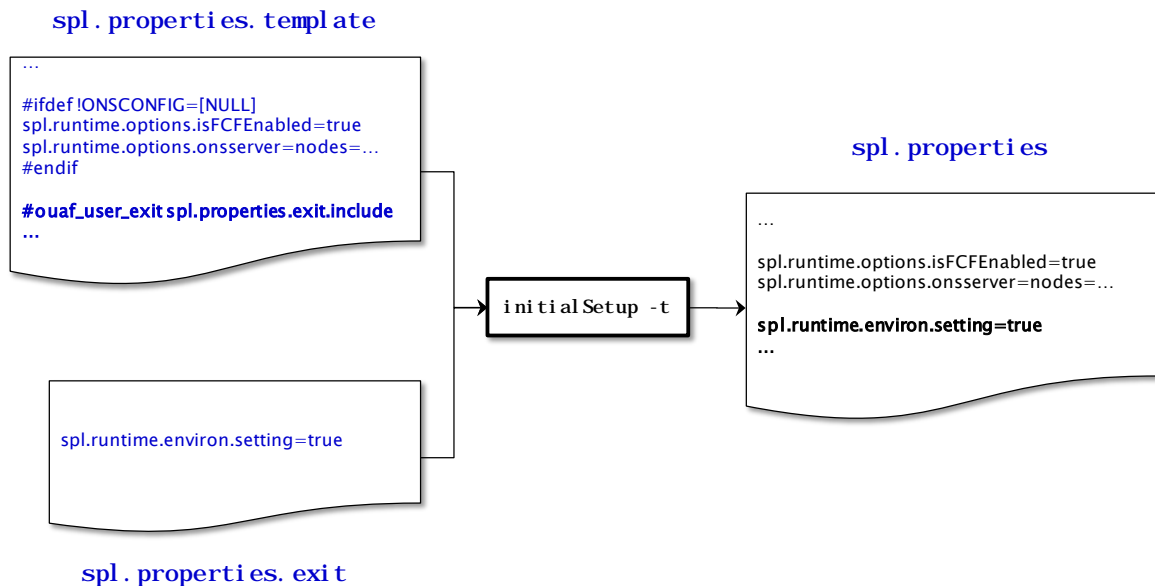 spl.properties.template
...
#ifdef !ONSCONFIG=[NULL]
spl.runtime.options.isFCFEnabled=true
spl.runtime.options.onsserver=nodes=...
#endif
#ouaf_user_exit spl.properties.exit.include
...
spl.runtime.environ.setting=true
spl.properties.exit
initialSetup -t
spl.properties
...
spl.runtime.options.isFCFEnabled=true
spl.runtime.options.onsserver=nodes=...
spl.runtime.environ.setting=true
...